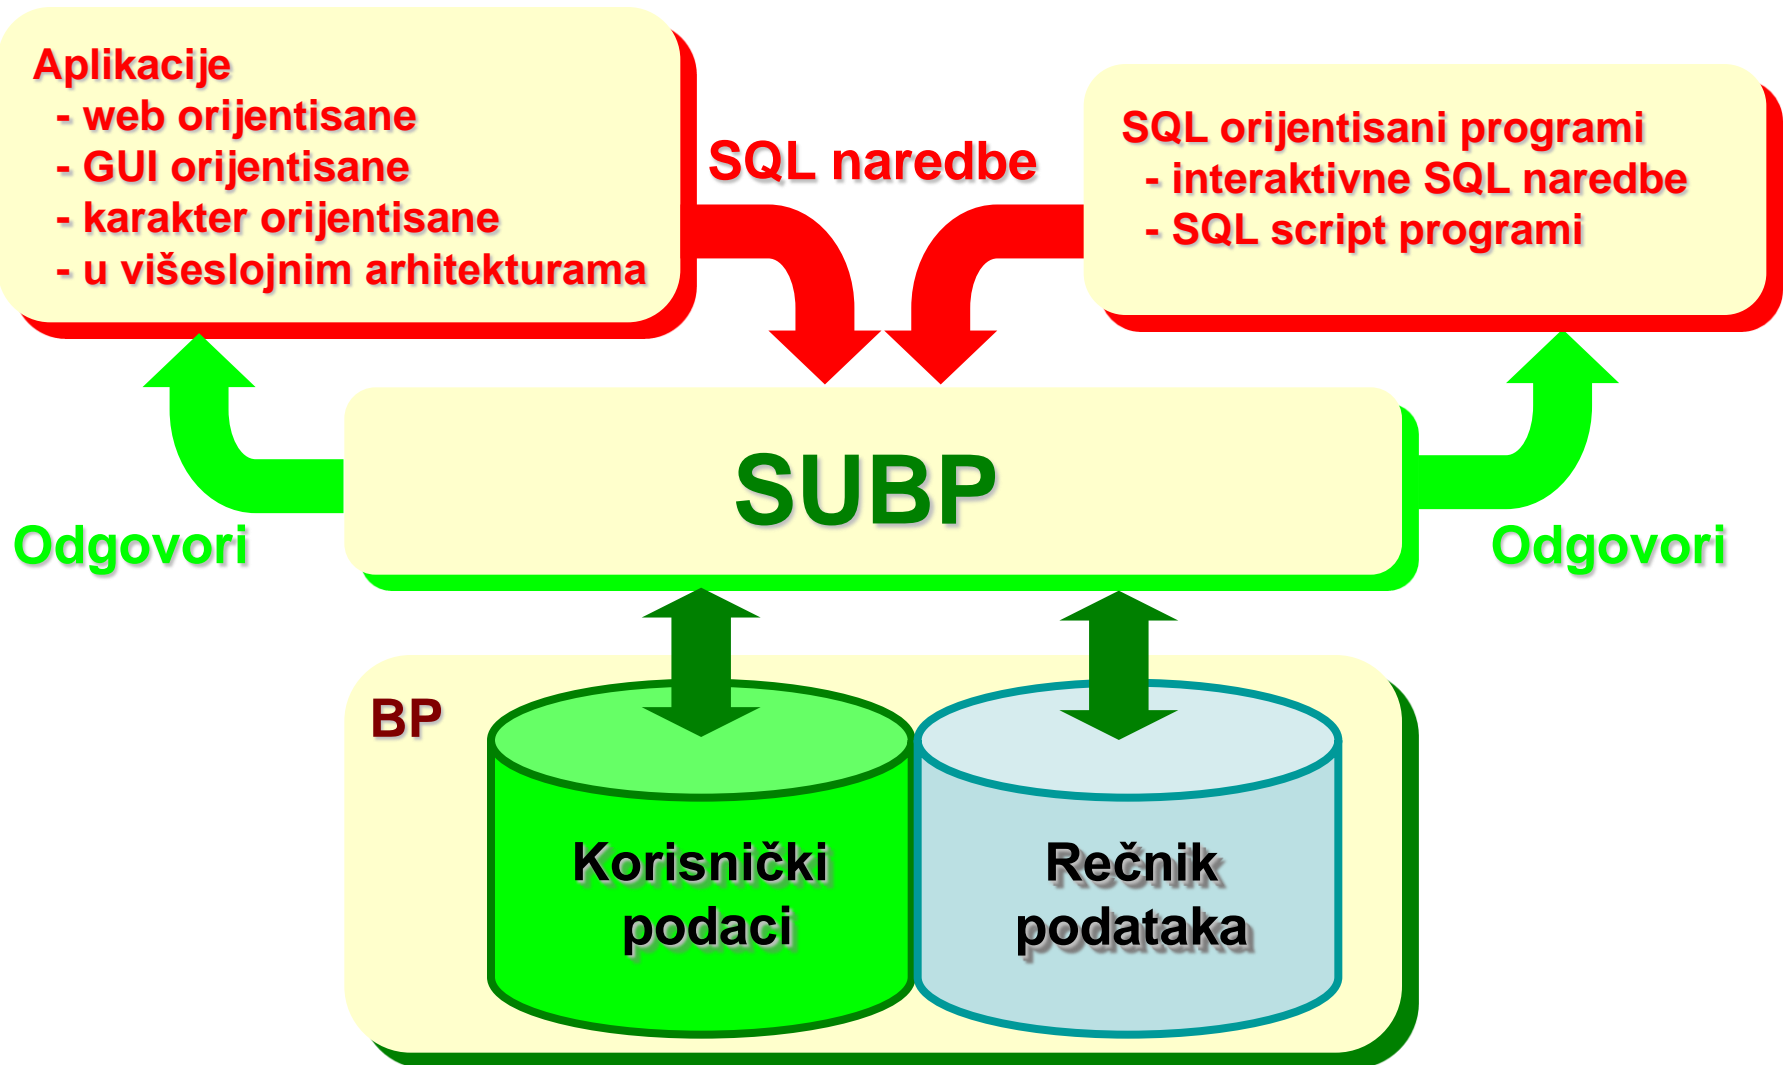 Aplikacije
- web orijentisane
- GUI orijentisane
- karakter orijentisane
- u višeslojnim arhitekturama
SQL naredbe
SQL orijentisani programi
- interaktivne SQL naredbe
- SQL script programi
SUBP
Odgovori
Odgovori
BP
Korisnički
podaci
Rečnik
podataka